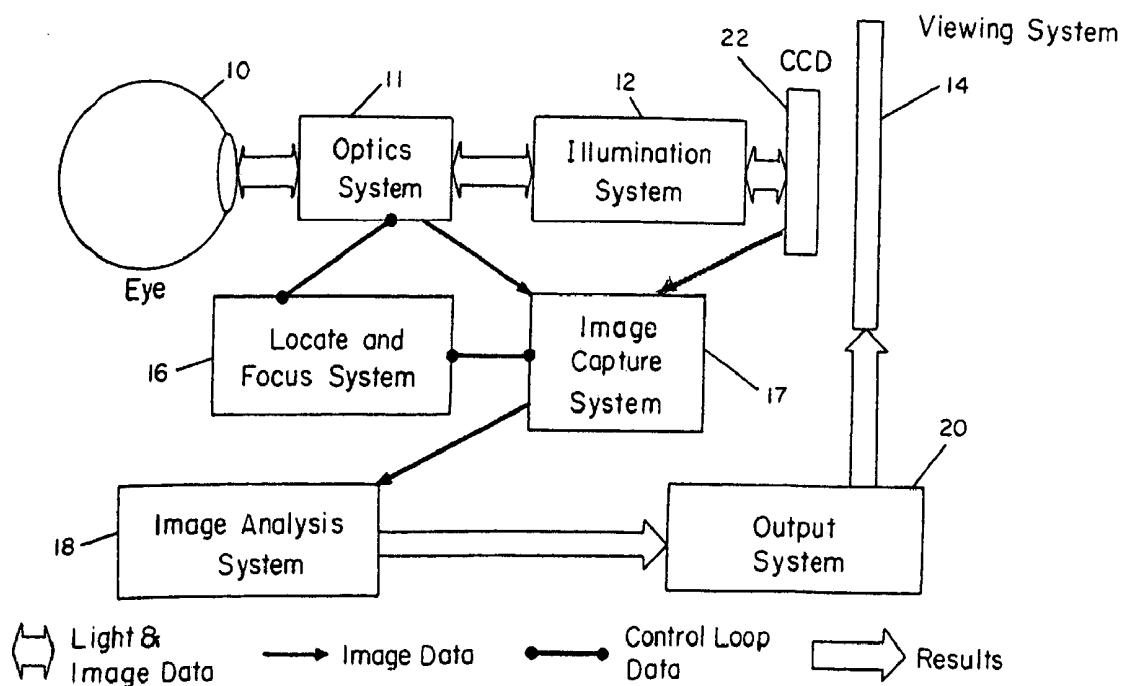 Viewing System
22
CCD
10
11
12
14
Optics
System
Illumination
System
Eye
Locate and
Focus System
16
Image
Capture
System
17
20
Image Analysis
System
18
Output
System
Light &
Image Data
Image Data
Control Loop
Data
Results